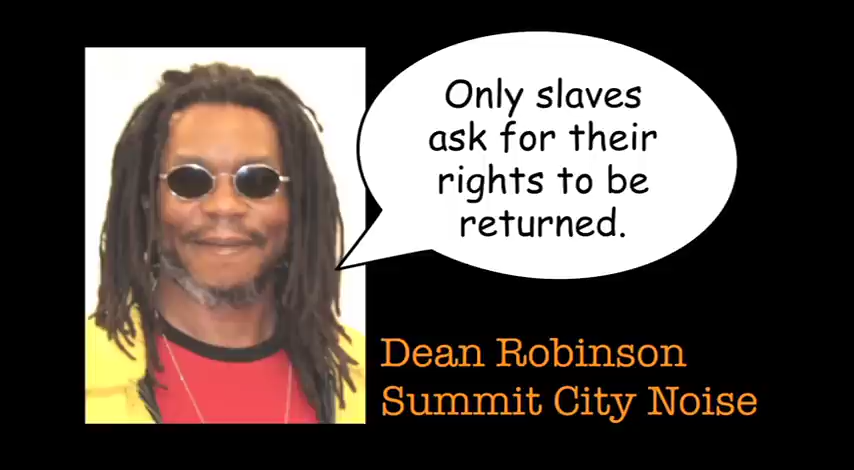 Only slaves
ask for their
rights to be
returned.
Dean Robinson
Summit City Noise